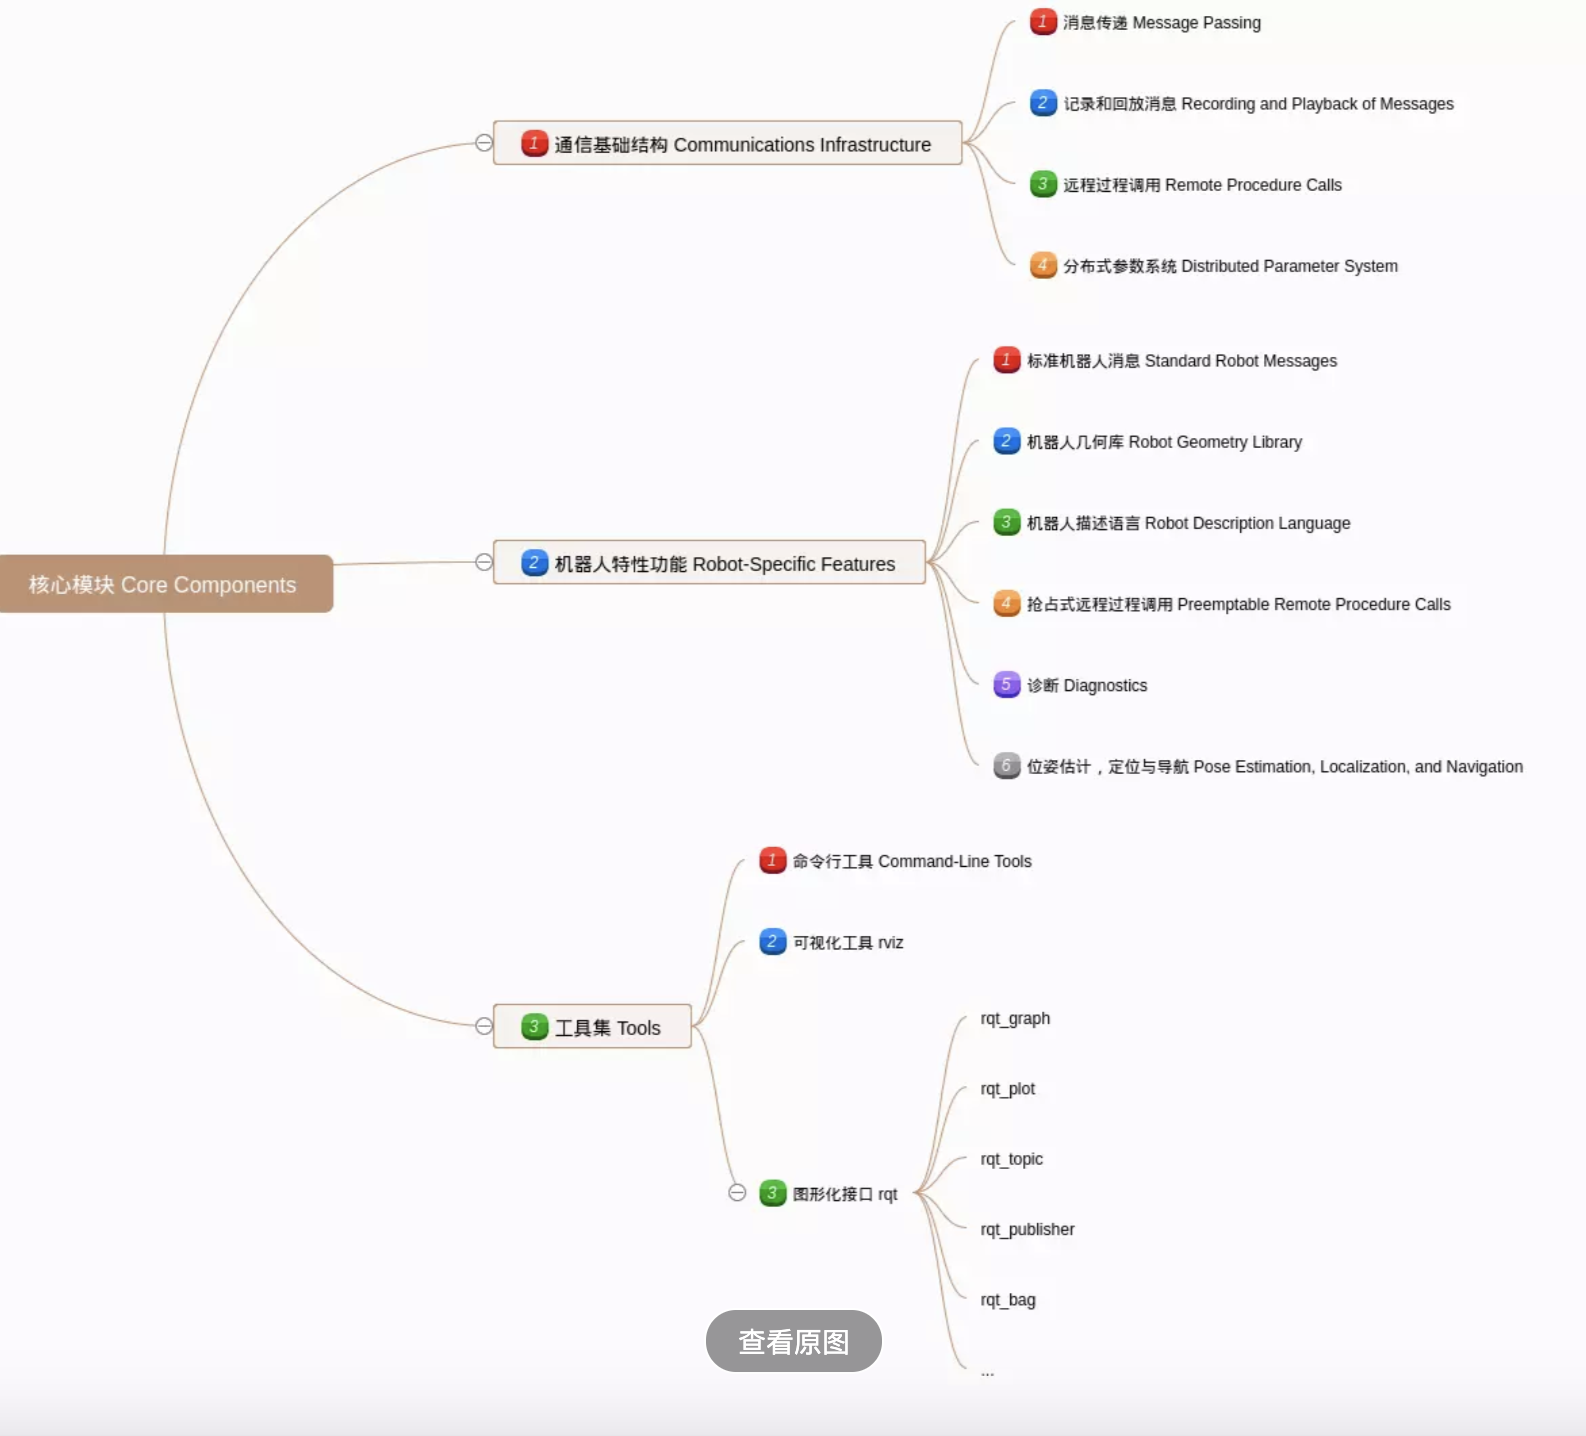 核心模块 Core Components
1 通信基础结构 Communications Infrastructure
1 消息传递 Message Passing
2 记录和回放消息 Recording and Playback of Messages
3 远程过程调用 Remote Procedure Calls
4 分布式参数系统 Distributed Parameter System
2 机器人特性功能 Robot-Specific Features
1 标准机器人消息 Standard Robot Messages
2 机器人几何库 Robot Geometry Library
3 机器人描述语言 Robot Description Language
4 抢占式远程过程调用 Preemptable Remote Procedure Calls
5 诊断 Diagnostics
6 位姿估计，定位与导航 Pose Estimation, Localization, and Navigation
3 工具集 Tools
1 命令行工具 Command-Line Tools
2 可视化工具 rviz
3 图形化接口 rqt
rqt_graph
rqt_plot
rqt_topic
rqt_publisher
rqt_bag
...
查看原图